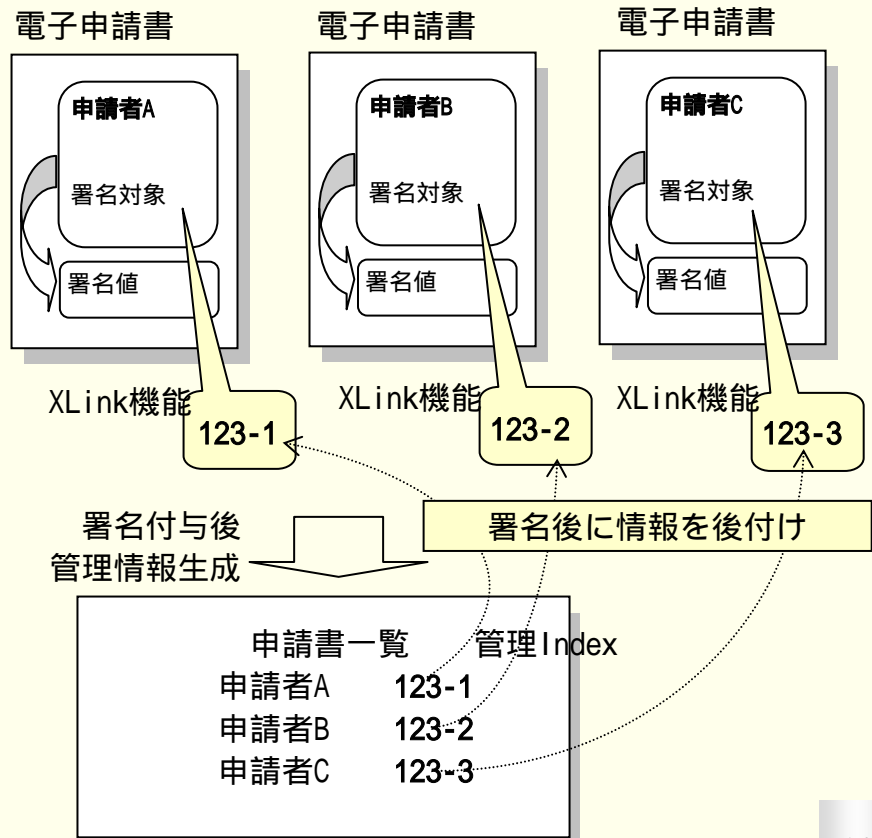 電子申請書
電子申請書
電子申請書
申請者A
署名対象
署名値
申請者B
署名対象
署名値
申請者C
署名対象
署名値
XLink機能
123-1
XLink機能
123-2
XLink機能
123-3
署名付与後
管理情報生成
署名後に情報を後付け
申請書一覧 管理Index
申請者A 123-1
申請者B 123-2
申請者C 123-3